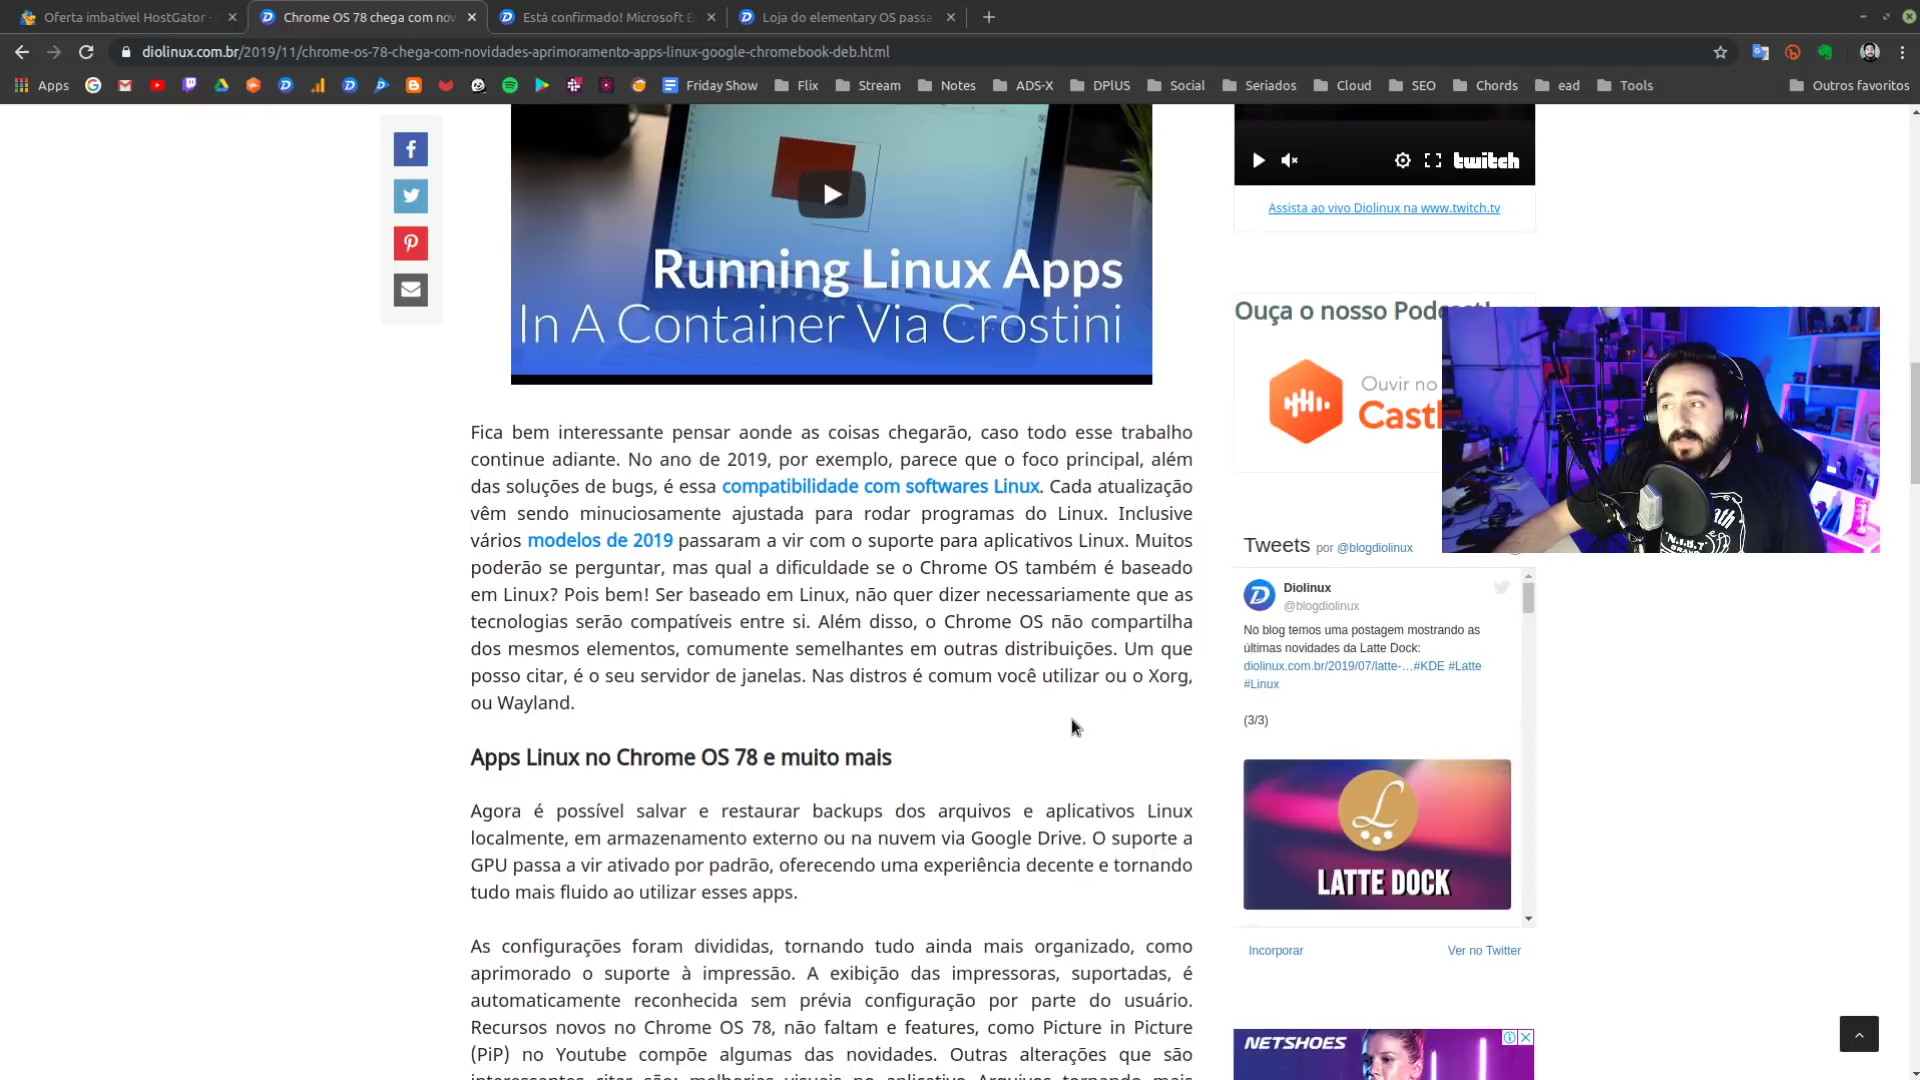 Oferta imbatível HostGator -
Chrome OS 78 chega com nov
Está confirmado! Microsoft E
Loja do elementary OS passa
diolinux.com.br/2019/11/chrome-os-78-chega-com-novidades-aprimoramento-apps-linux-google-chromebook-deb.html
Apps
Friday Show
Flix
Stream
Notes
ADS-X
DPlUS
Social
Seriados
Cloud
SEO
Chords
ead
Tools
Outros favoritos
Running Linux Apps
In A Container Via Crostini
Fica bem interessante pensar aonde as coisas chegarão, caso todo esse trabalho
continue adiante. No ano de 2019, por exemplo, parece que o foco principal, além
das soluções de bugs, é essa compatibilidade com softwares Linux. Cada atualização
vêm sendo minuciosamente ajustada para rodar programas do Linux. Inclusive
vários modelos de 2019 passaram a vir com o suporte para aplicativos Linux. Muitos
poderão se perguntar, mas qual a dificuldade se o Chrome OS também é baseado
em Linux? Pois bem! Ser baseado em Linux, não quer dizer necessariamente que as
tecnologias serão compatíveis entre si. Além disso, o Chrome OS não compartilha
dos mesmos elementos, comumente semelhantes em outras distribuições. Um que
posso citar, é o seu servidor de janelas. Nas distros é comum você utilizar ou o Xorg,
ou Wayland.
Apps Linux no Chrome OS 78 e muito mais
Agora é possível salvar e restaurar backups dos arquivos e aplicativos Linux
localmente, em armazenamento externo ou na nuvem via Google Drive. O suporte a
GPU passa a vir ativado por padrão, oferecendo uma experiência decente e tornando
tudo mais fluido ao utilizar esses apps.
As configurações foram divididas, tornando tudo ainda mais organizado, como
aprimorado o suporte à impressão. A exibição das impressoras, suportadas, é
automaticamente reconhecida sem prévia configuração por parte do usuário.
Recursos novos no Chrome OS 78, não faltam e features, como Picture in Picture
(PiP) no Youtube compõe algumas das novidades. Outras alterações que são
interessantes citar são: melhorias visuais no aplicativo Arquivos tornando mais
twitch
Assista ao vivo Diolinux na www.twitch.tv
Ouça o nosso Podcast!
Ouvir no
Cast
Tweets por @blogdiolinux
Diolinux
@blogdiolinux
No blog temos uma postagem mostrando as
últimas novidades da Latte Dock:
diolinux.com.br/2019/07/latte-...#KDE #Latte
#Linux
(3/3)
L
LATTE DOCK
Incorporar
Ver no Twitter
NETSHOES